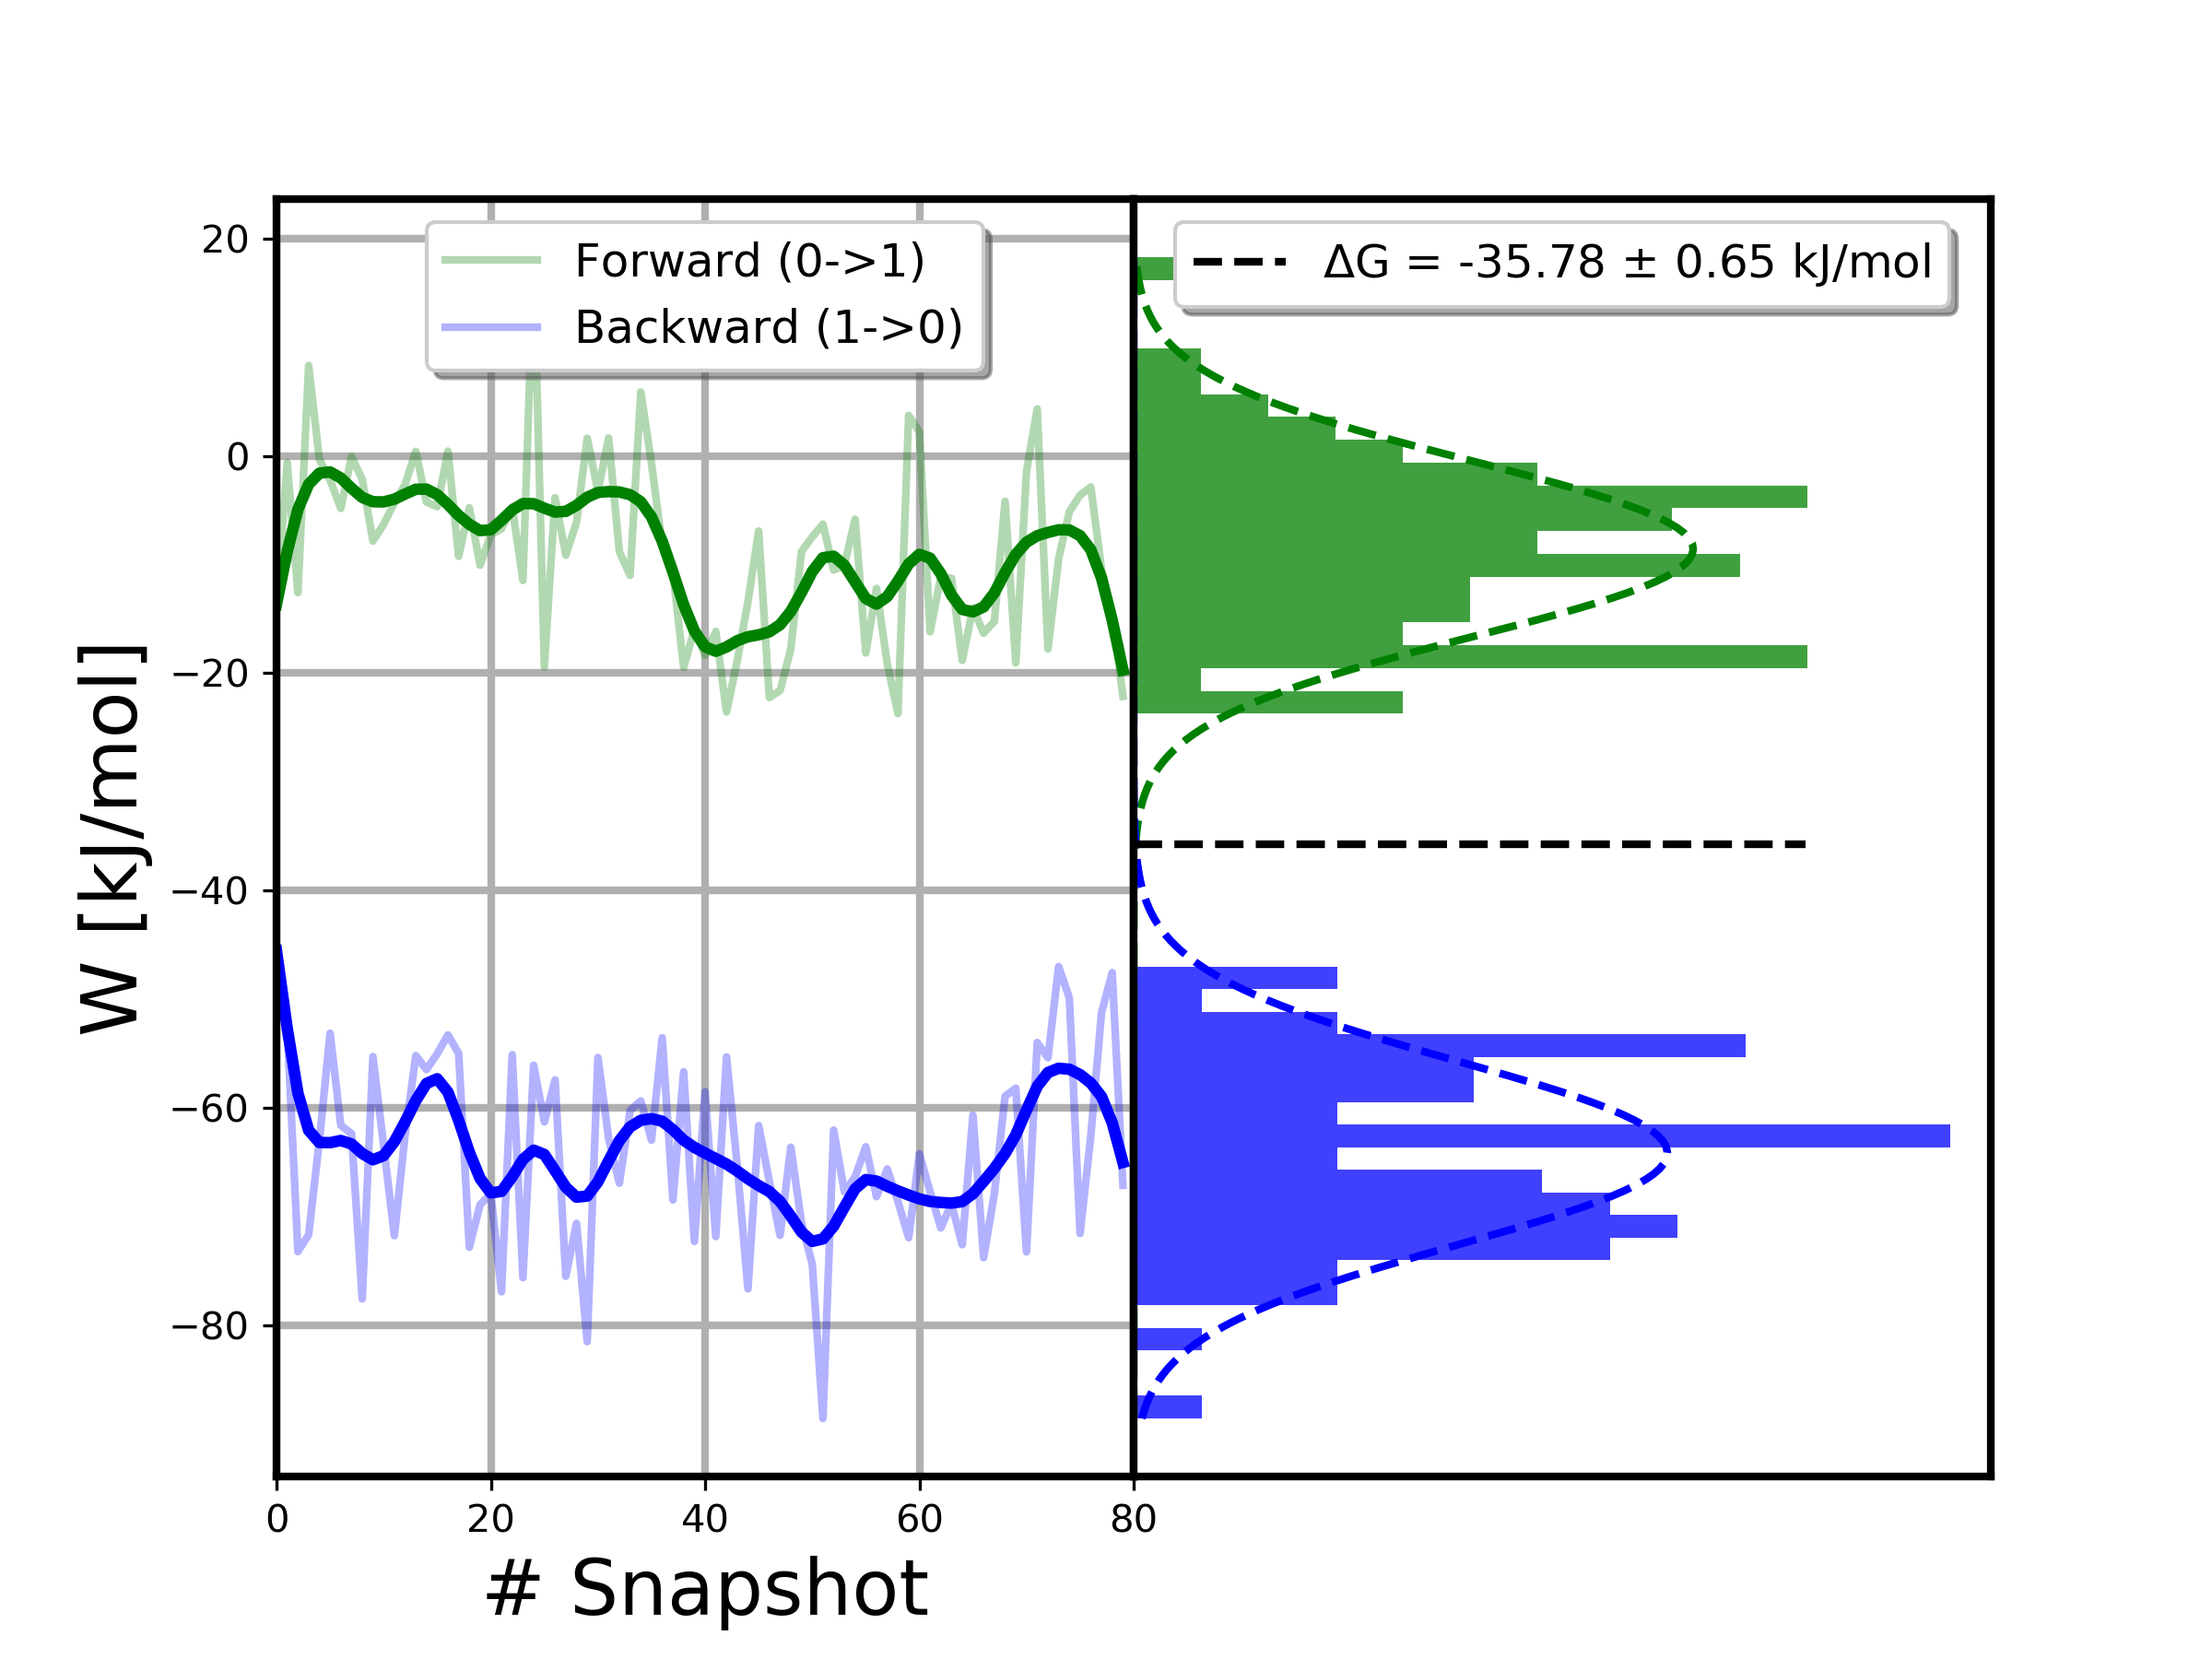 Forward (0->1)
Backward (1->0)
ΔG = -35.78 ± 0.65 kJ/mol
W [kJ/mol]
20
0
−20
−40
−60
−80
0 20 40 60 80
# Snapshot